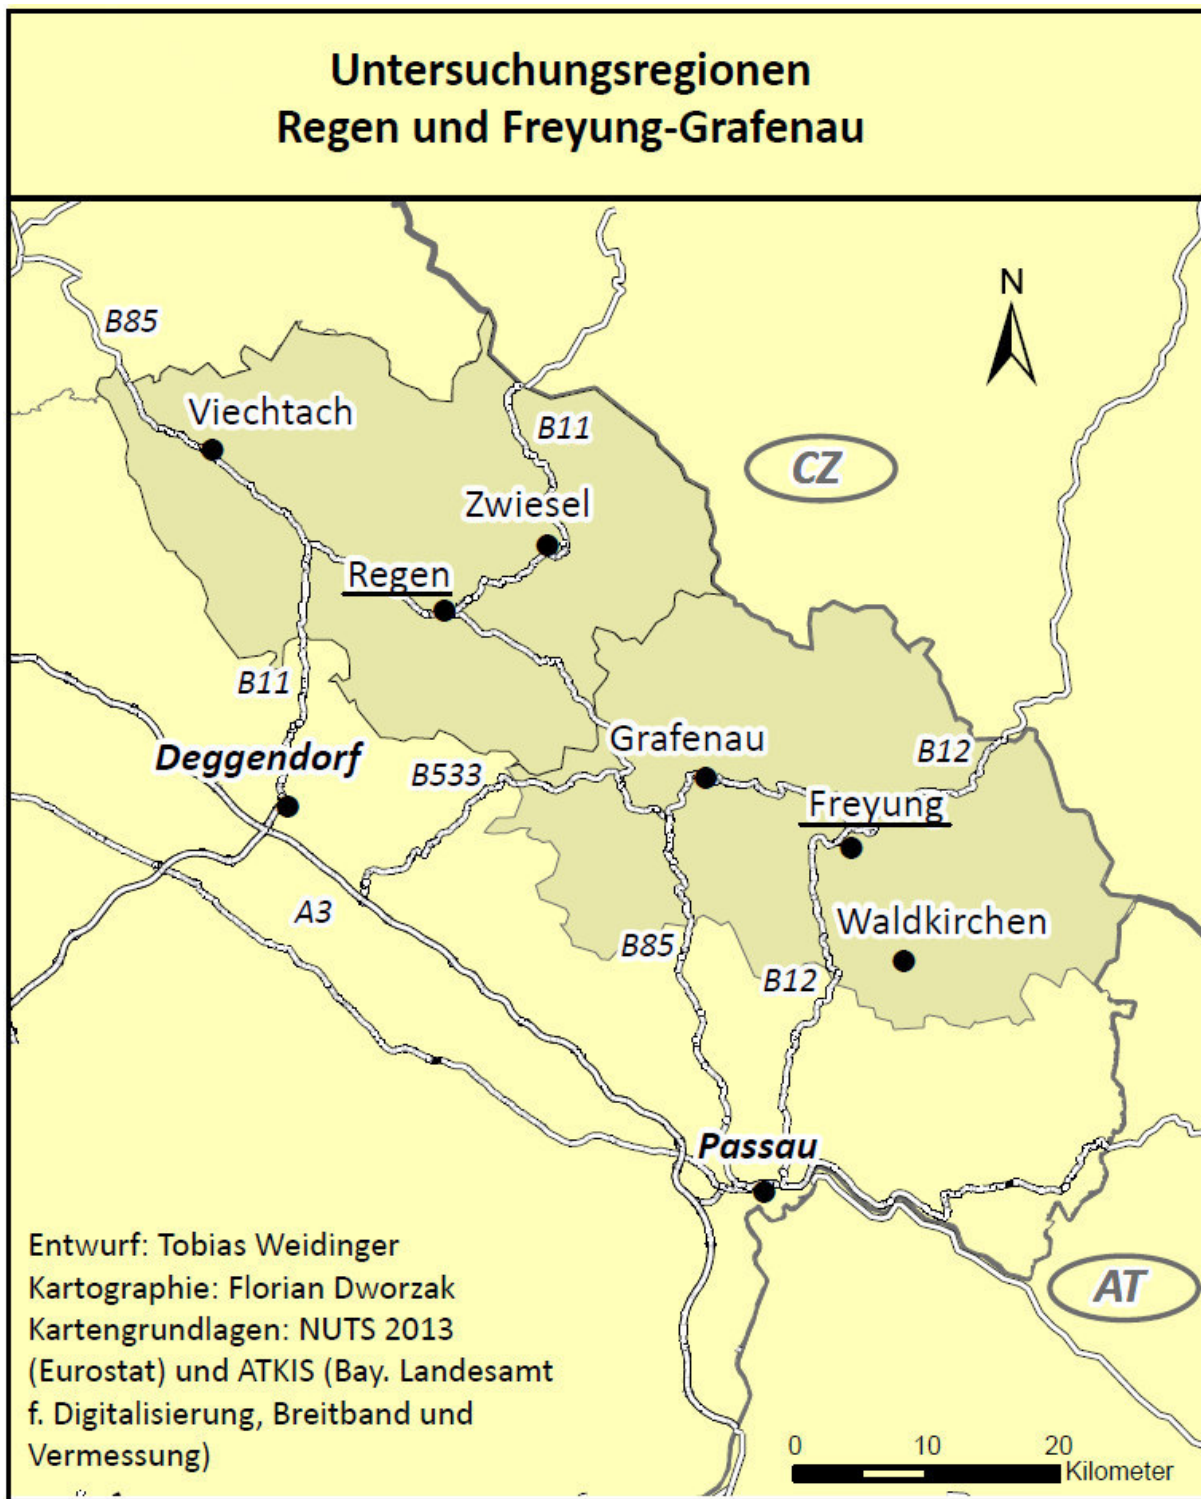 Untersuchungsregionen
Regen und Freyung-Grafenau
N
B85
Viechtach
B11
CZ
Zwiesel
Regen
B11
Grafenau
B12
Deggendorf
B533
Freyung
A3
Waldkirchen
B85
B12
Passau
Entwurf: Tobias Weidinger
Kartographie: Florian Dworzak
Kartengrundlagen: NUTS 2013
(Eurostat) und ATKIS (Bay. Landesamt
f. Digitalisierung, Breitband und
Vermessung)
AT
0 10 20
Kilometer